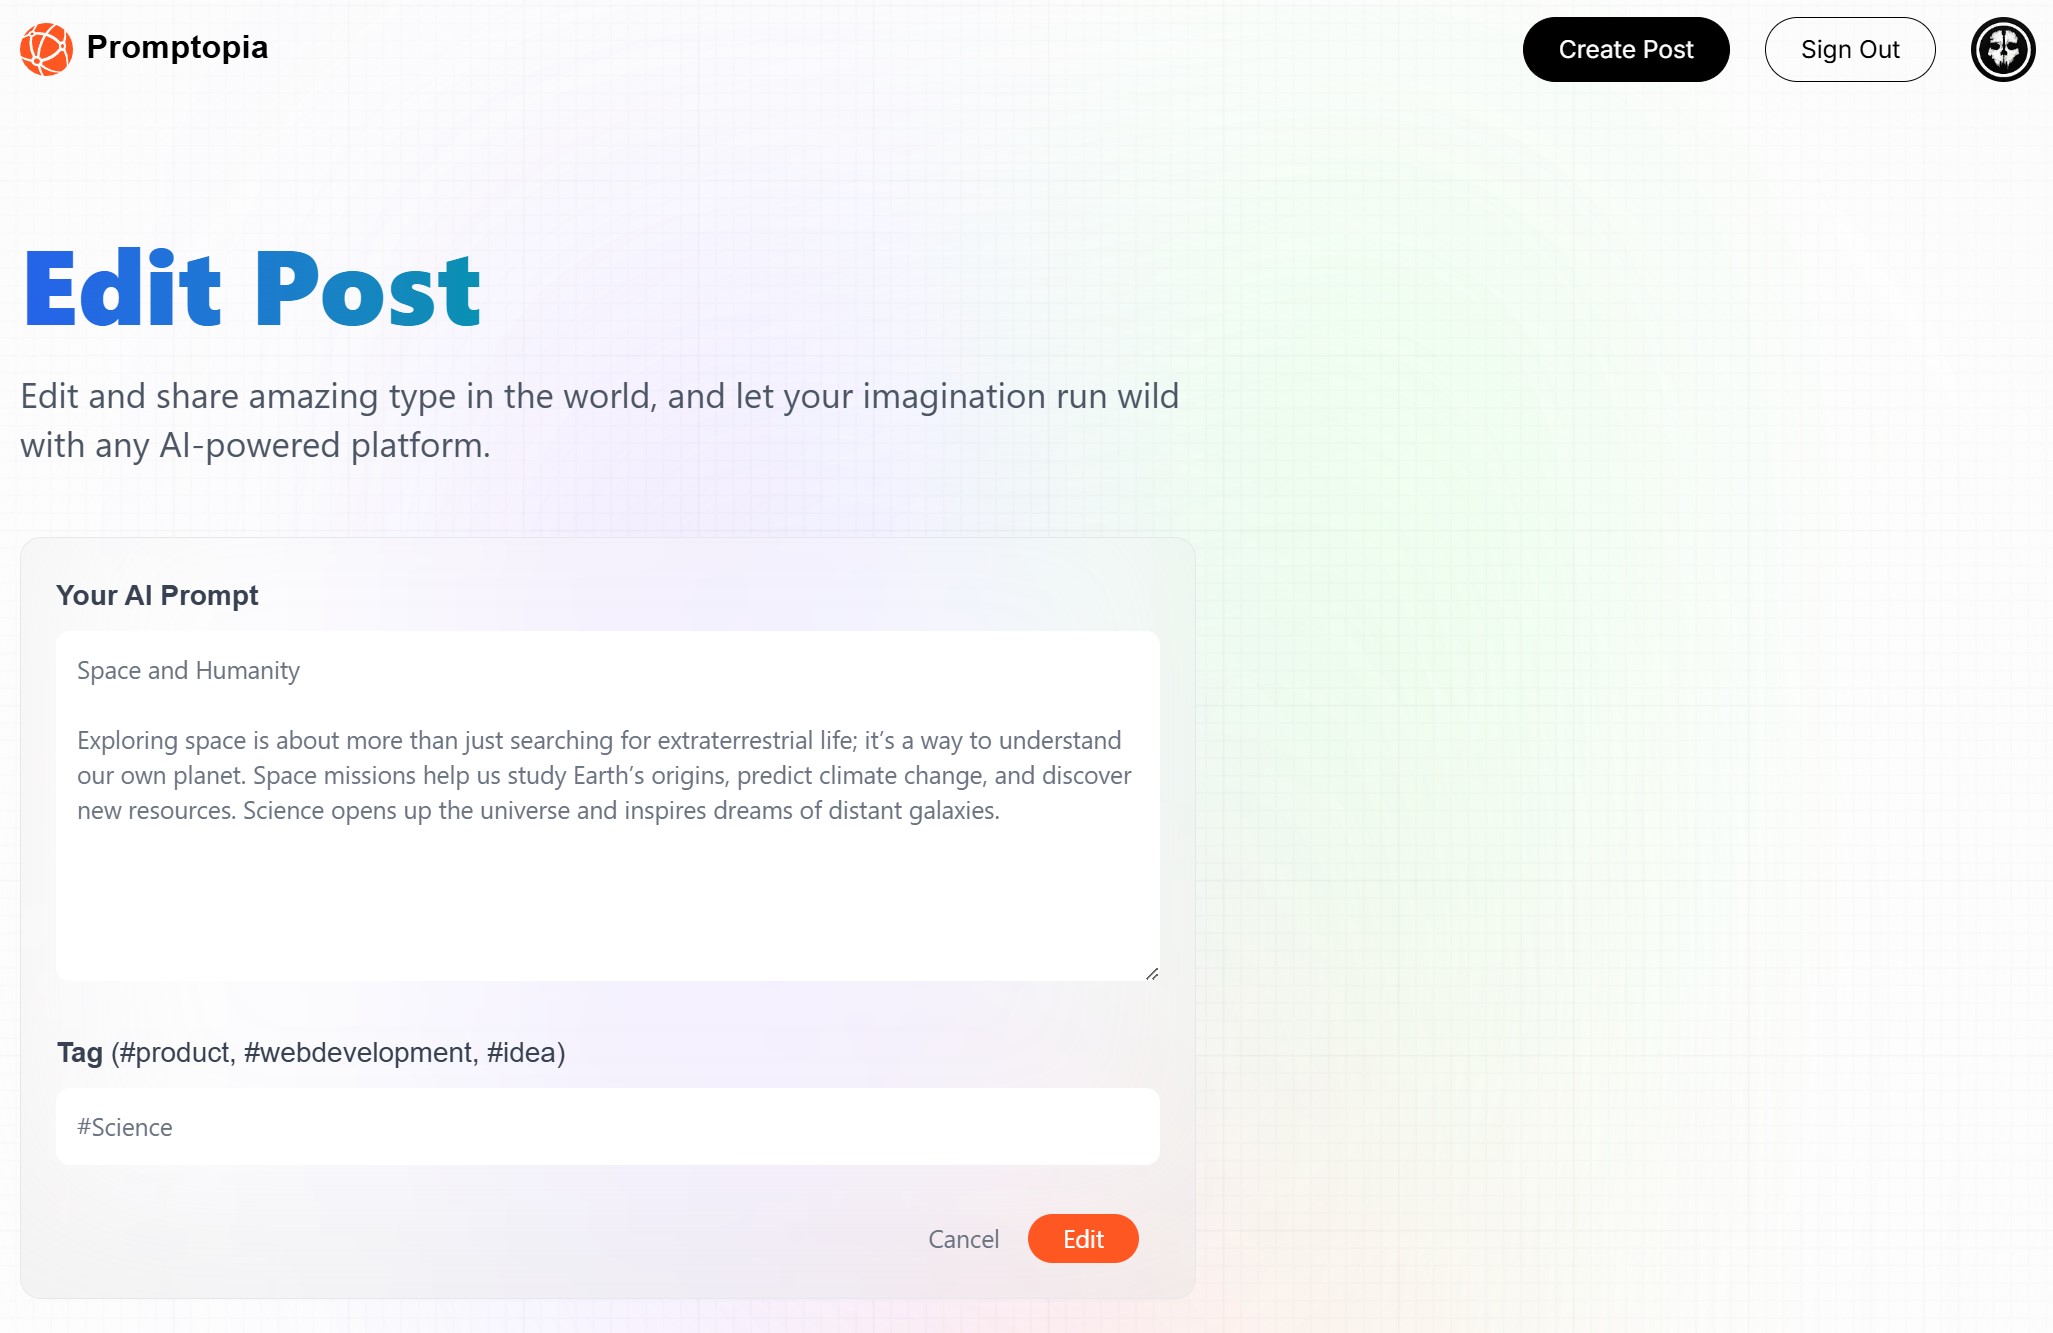 Promptopia
Create Post
Sign Out
Edit Post
Edit and share amazing type in the world, and let your imagination run wild
with any AI-powered platform.
Your AI Prompt
Space and Humanity
Exploring space is about more than just searching for extraterrestrial life; it’s a way to understand
our own planet. Space missions help us study Earth’s origins, predict climate change, and discover
new resources. Science opens up the universe and inspires dreams of distant galaxies.
Tag (#product, #webdevelopment, #idea)
#Science
Cancel
Edit